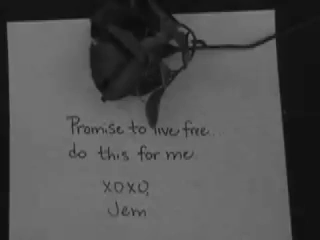 Promise to live free...
do this for me.
XOXO,
Jem